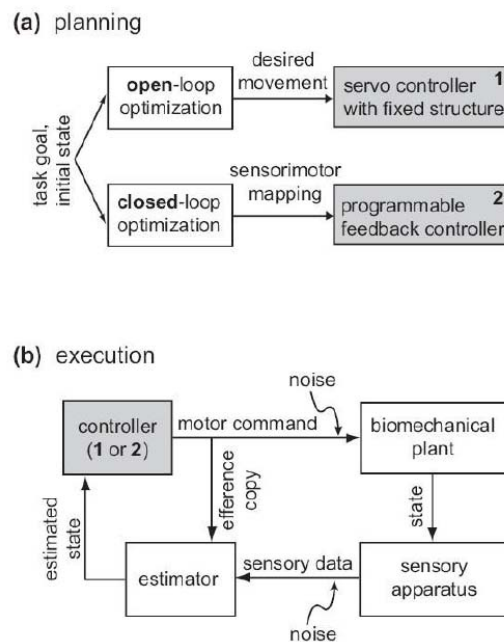 (a) planning
task goal,
initial state
open-loop
optimization
desired
movement
servo controller 1
with fixed structure
closed-loop
optimization
sensorimotor
mapping
programmable 2
feedback controller
(b) execution
controller
(1 or 2)
motor command
noise
biomechanical
plant
efference
copy
state
estimated
state
estimator
sensory data
noise
sensory
apparatus